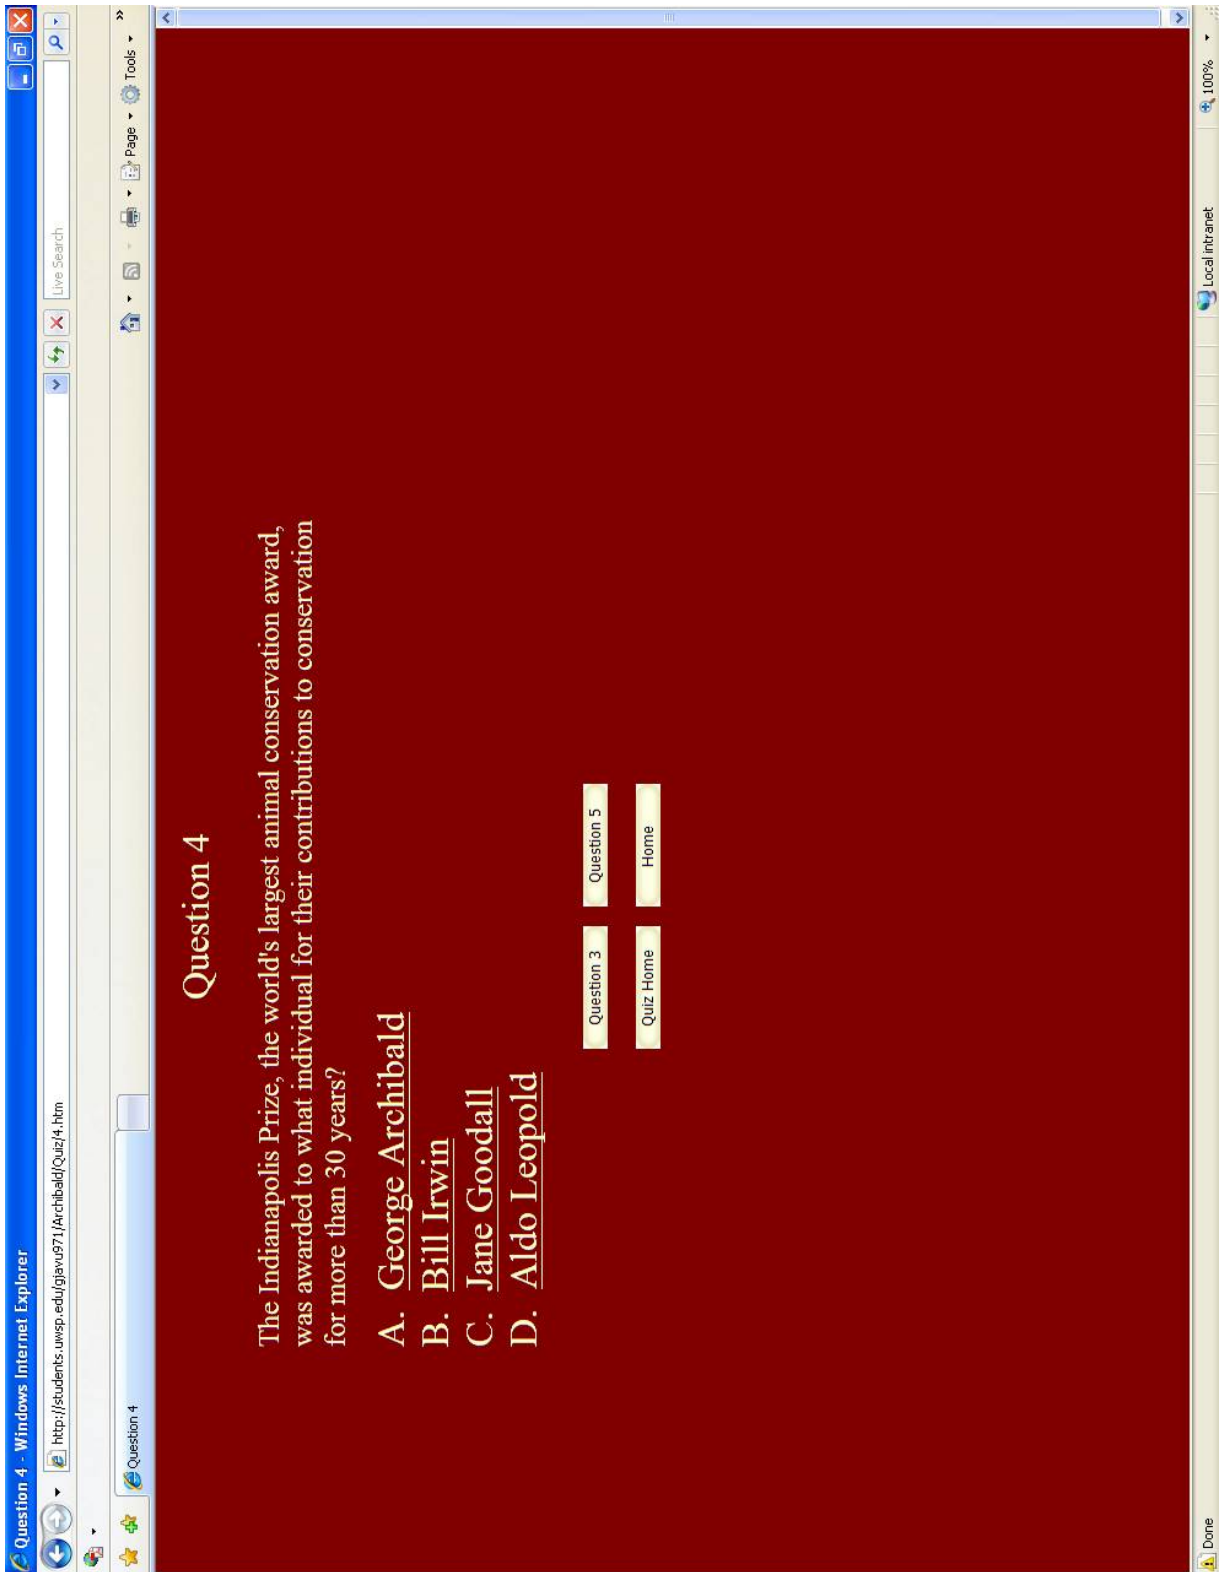 Question 4 - Windows Internet Explorer
http://students.uwsp.edu/gjavu971/Archibald/Quiz/4.htm
Live Search
Question 4
Page
Tools
Question 4
The Indianapolis Prize, the world's largest animal conservation award,
was awarded to what individual for their contributions to conservation
for more than 30 years?
A. George Archibald
B. Bill Irwin
C. Jane Goodall
D. Aldo Leopold
Question 3
Question 5
Quiz Home
Home
Done
Local intranet
100%